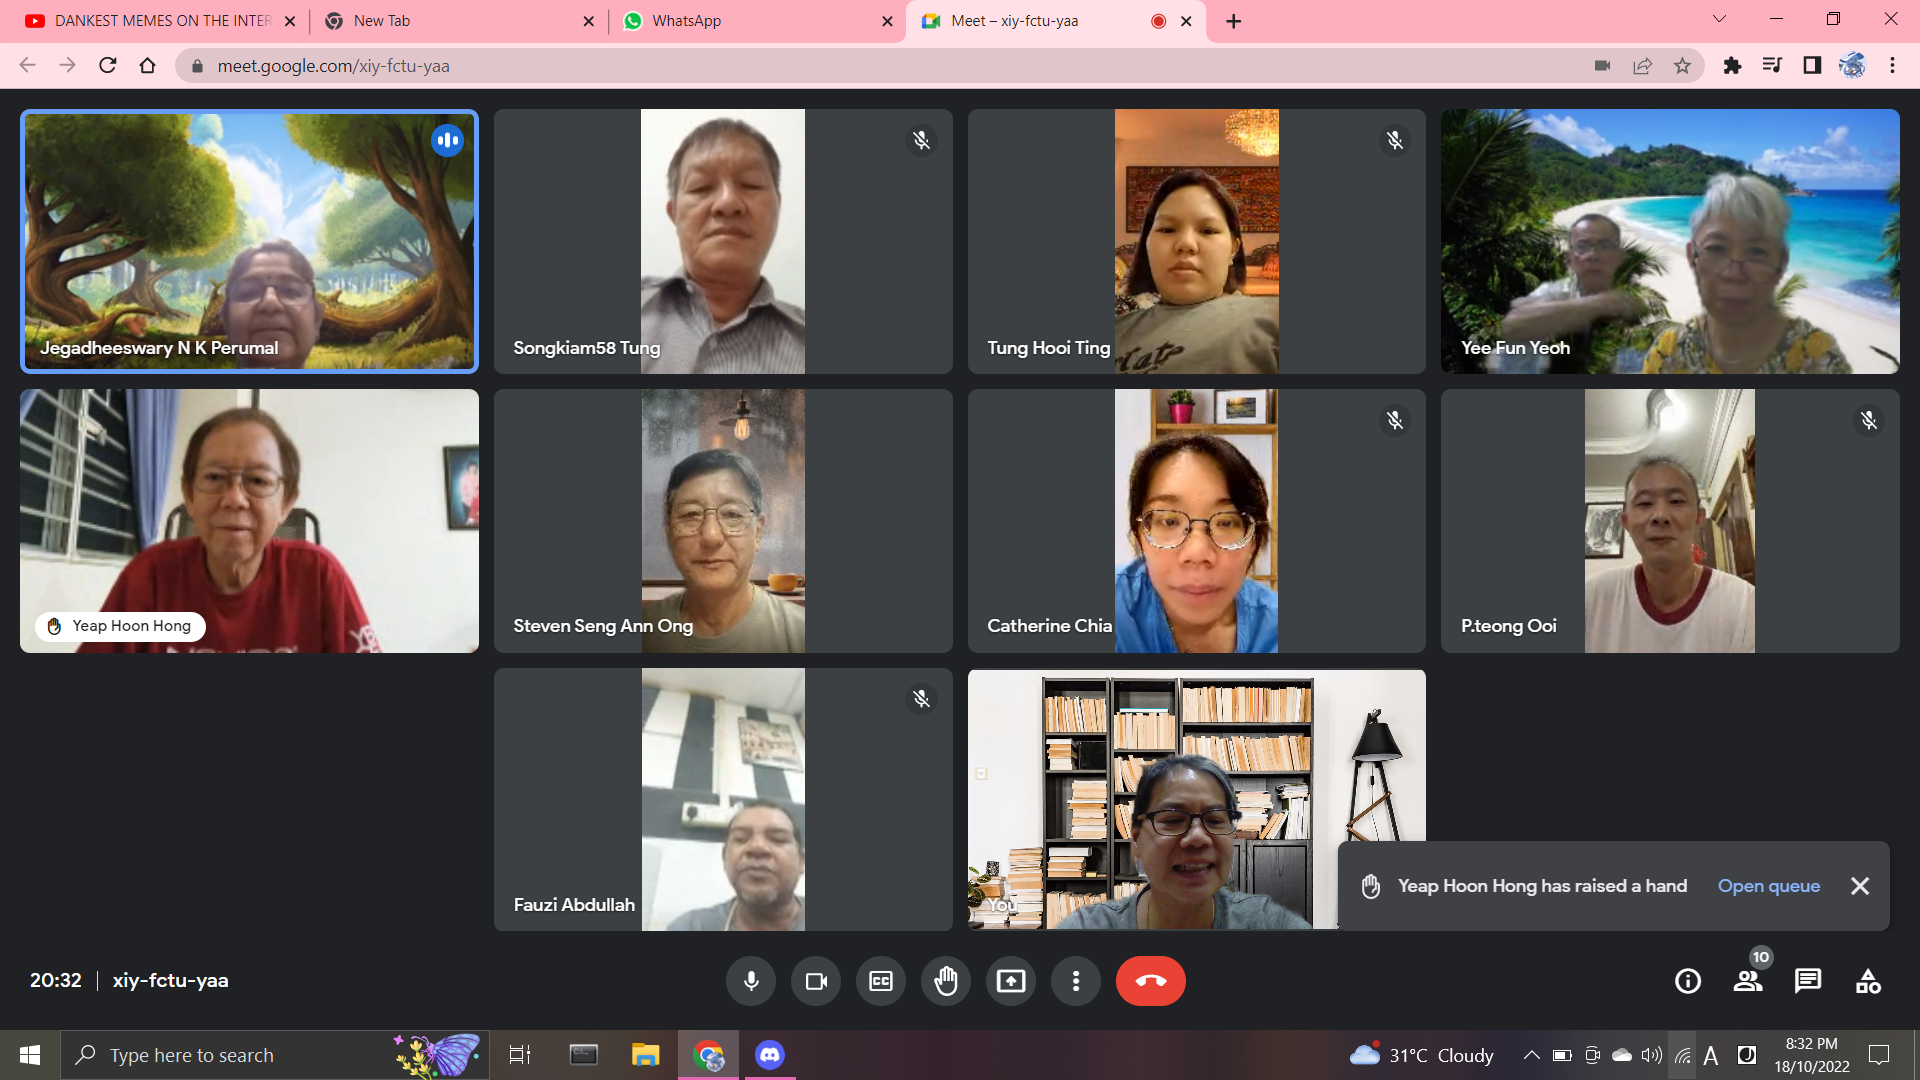 DANKEST MEMES ON THE INTER
New Tab
WhatsApp
Meet – xiy-fctu-yaa
meet.google.com/xiy-fctu-yaa
Jegadheeswary N K Perumal
Songkiam58 Tung
Tung Hooi Ting
Yee Fun Yeoh
Yeap Hoon Hong
Steven Seng Ann Ong
Catherine Chia
P.teong Ooi
Fauzi Abdullah
You
Yeap Hoon Hong has raised a hand
Open queue
20:32 | xiy-fctu-yaa
CC
10
Type here to search
31°C Cloudy
A
8:32 PM
18/10/2022